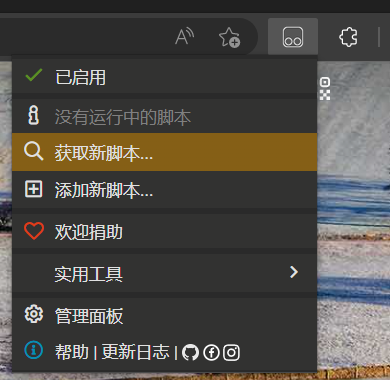 已启用
没有运行中的脚本
获取新脚本...
添加新脚本...
欢迎捐助
实用工具
管理面板
帮助 | 更新日志 |